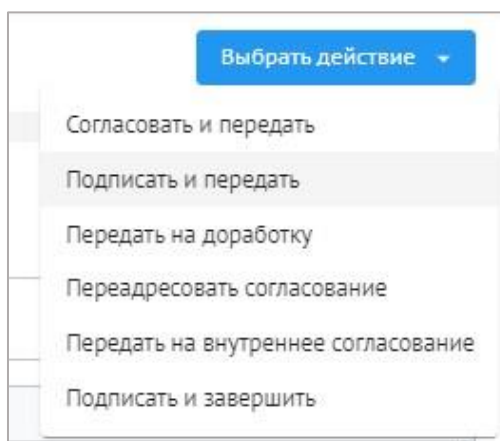 Выбрать действие
Согласовать и передать
Подписать и передать
Передать на доработку
Переадресовать согласование
Передать на внутреннее согласование
Подписать и завершить